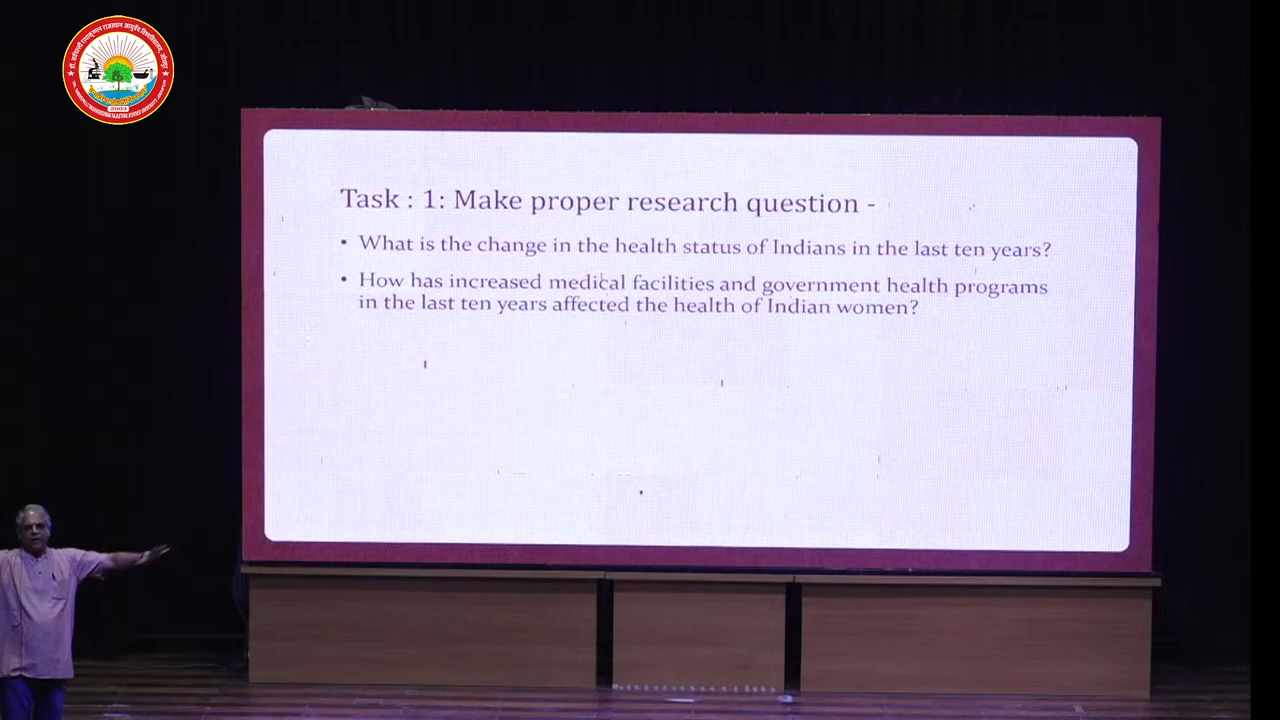 2003
Task : 1: Make proper research question -
• What is the change in the health status of Indians in the last ten years?
• How has increased medical facilities and government health programs
in the last ten years affected the health of Indian women?